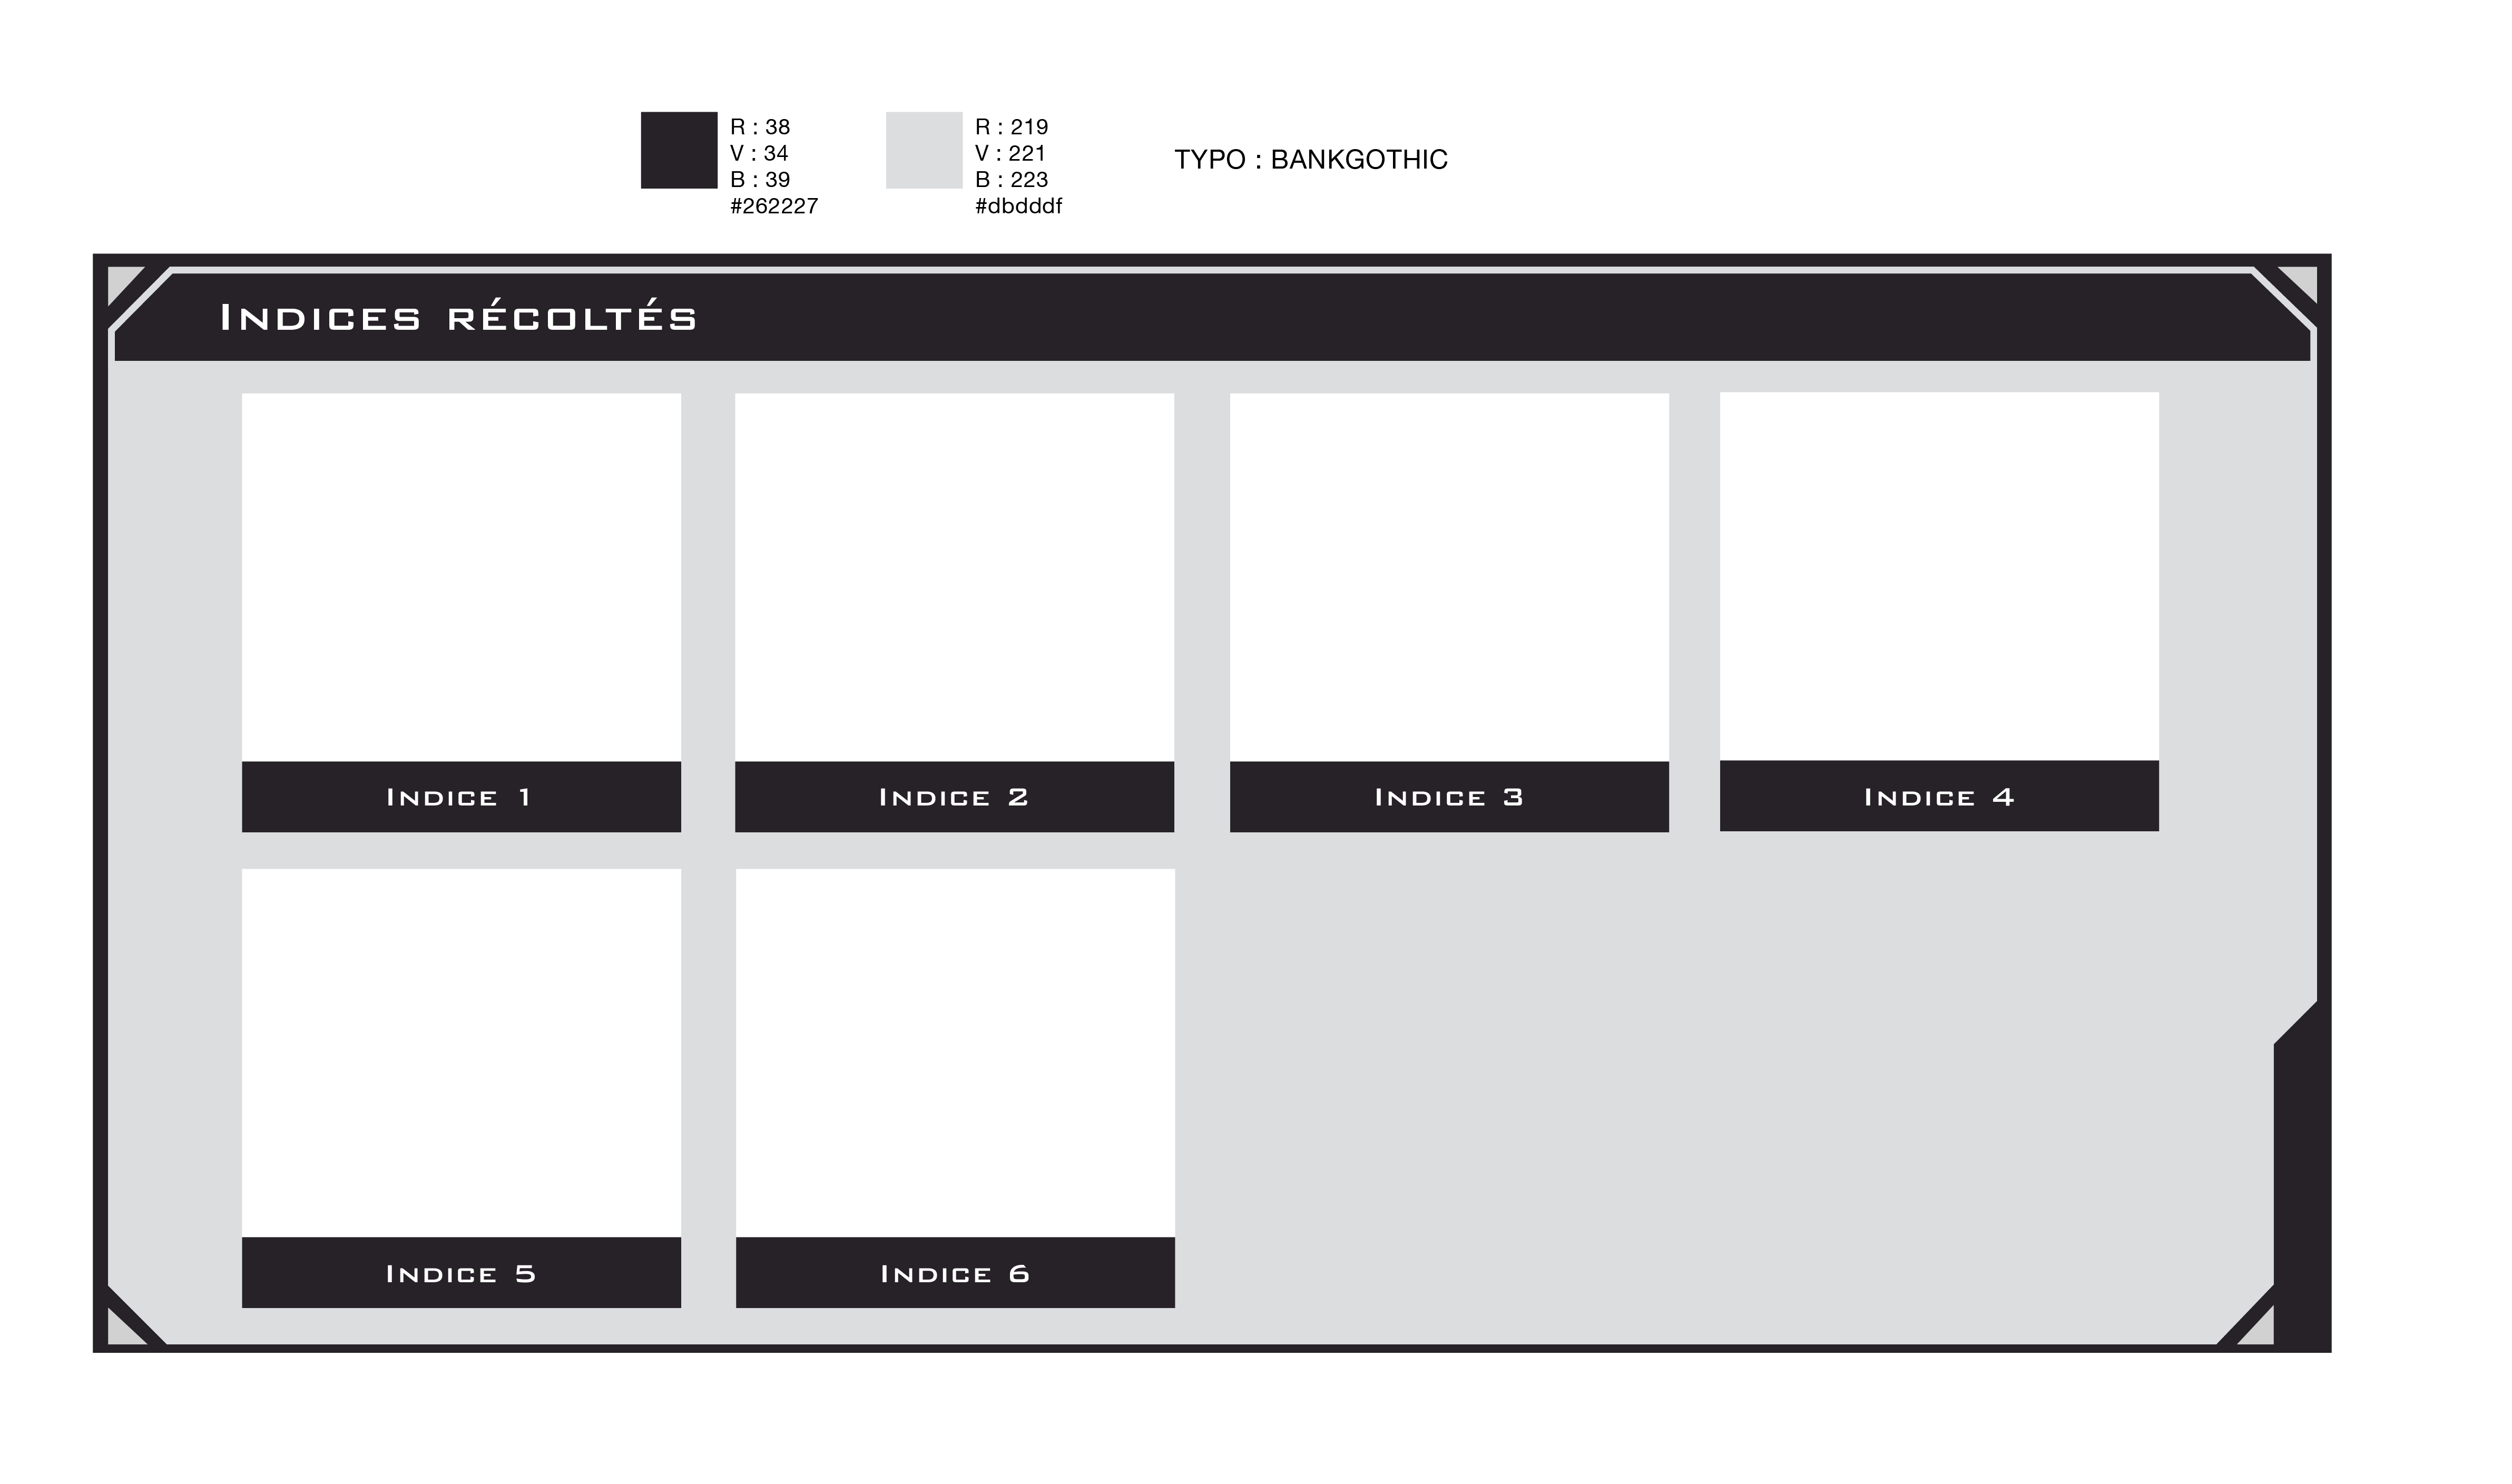 R : 38
V : 34
B : 39
#262227
R : 219
V : 221
B : 223
#dbdddf
TYPO : BANKGOTHIC
Indices récoltés
Indice 1
Indice 2
Indice 3
Indice 4
Indice 5
Indice 6